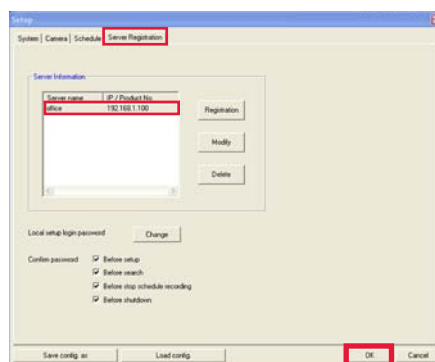 Setup
System Camera Schedule Server Registration
Server Information
Server name IP / Product No.
office 192.168.1.100
Registration
Modify
Delete
Local setup login password Change
Confirm password Before setup
Before search
Before stop schedule recording
Before shutdown
Save config. as Load config. OK Cancel